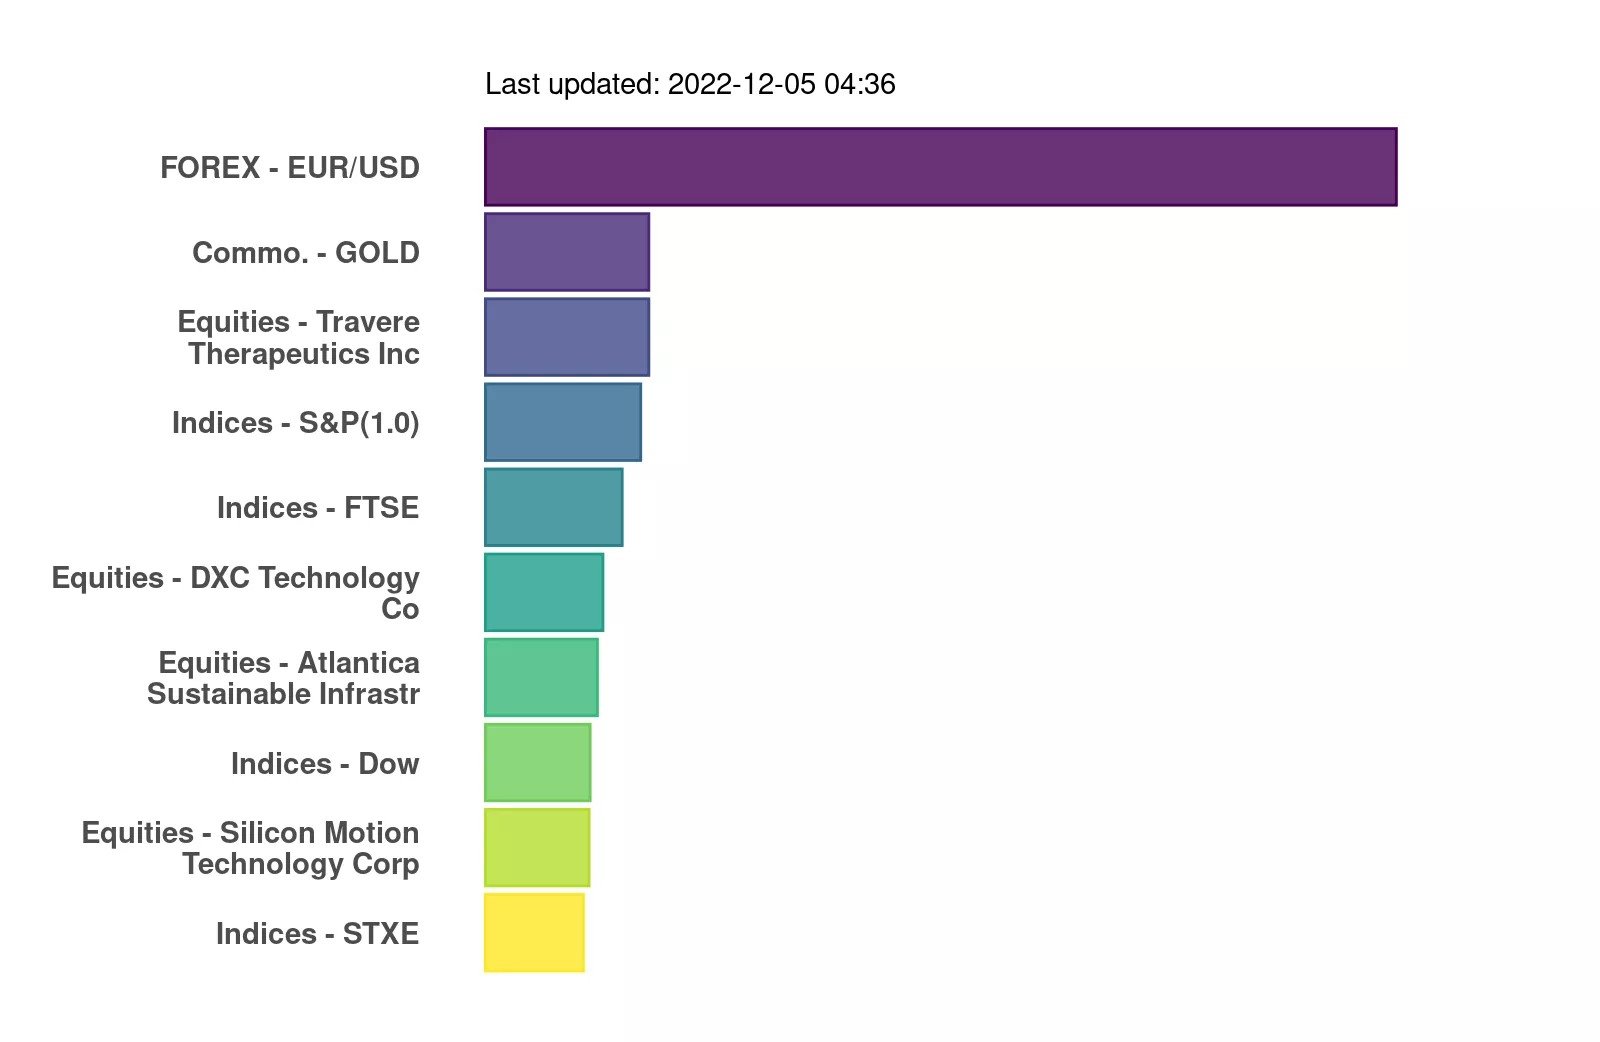 Last updated: 2022-12-05 04:36
FOREX - EUR/USD
Commo. - GOLD
Equities - Travere
Therapeutics Inc
Indices - S&P(1.0)
Indices - FTSE
Equities - DXC Technology
Co
Equities - Atlantica
Sustainable Infrastr
Indices - Dow
Equities - Silicon Motion
Technology Corp
Indices - STXE